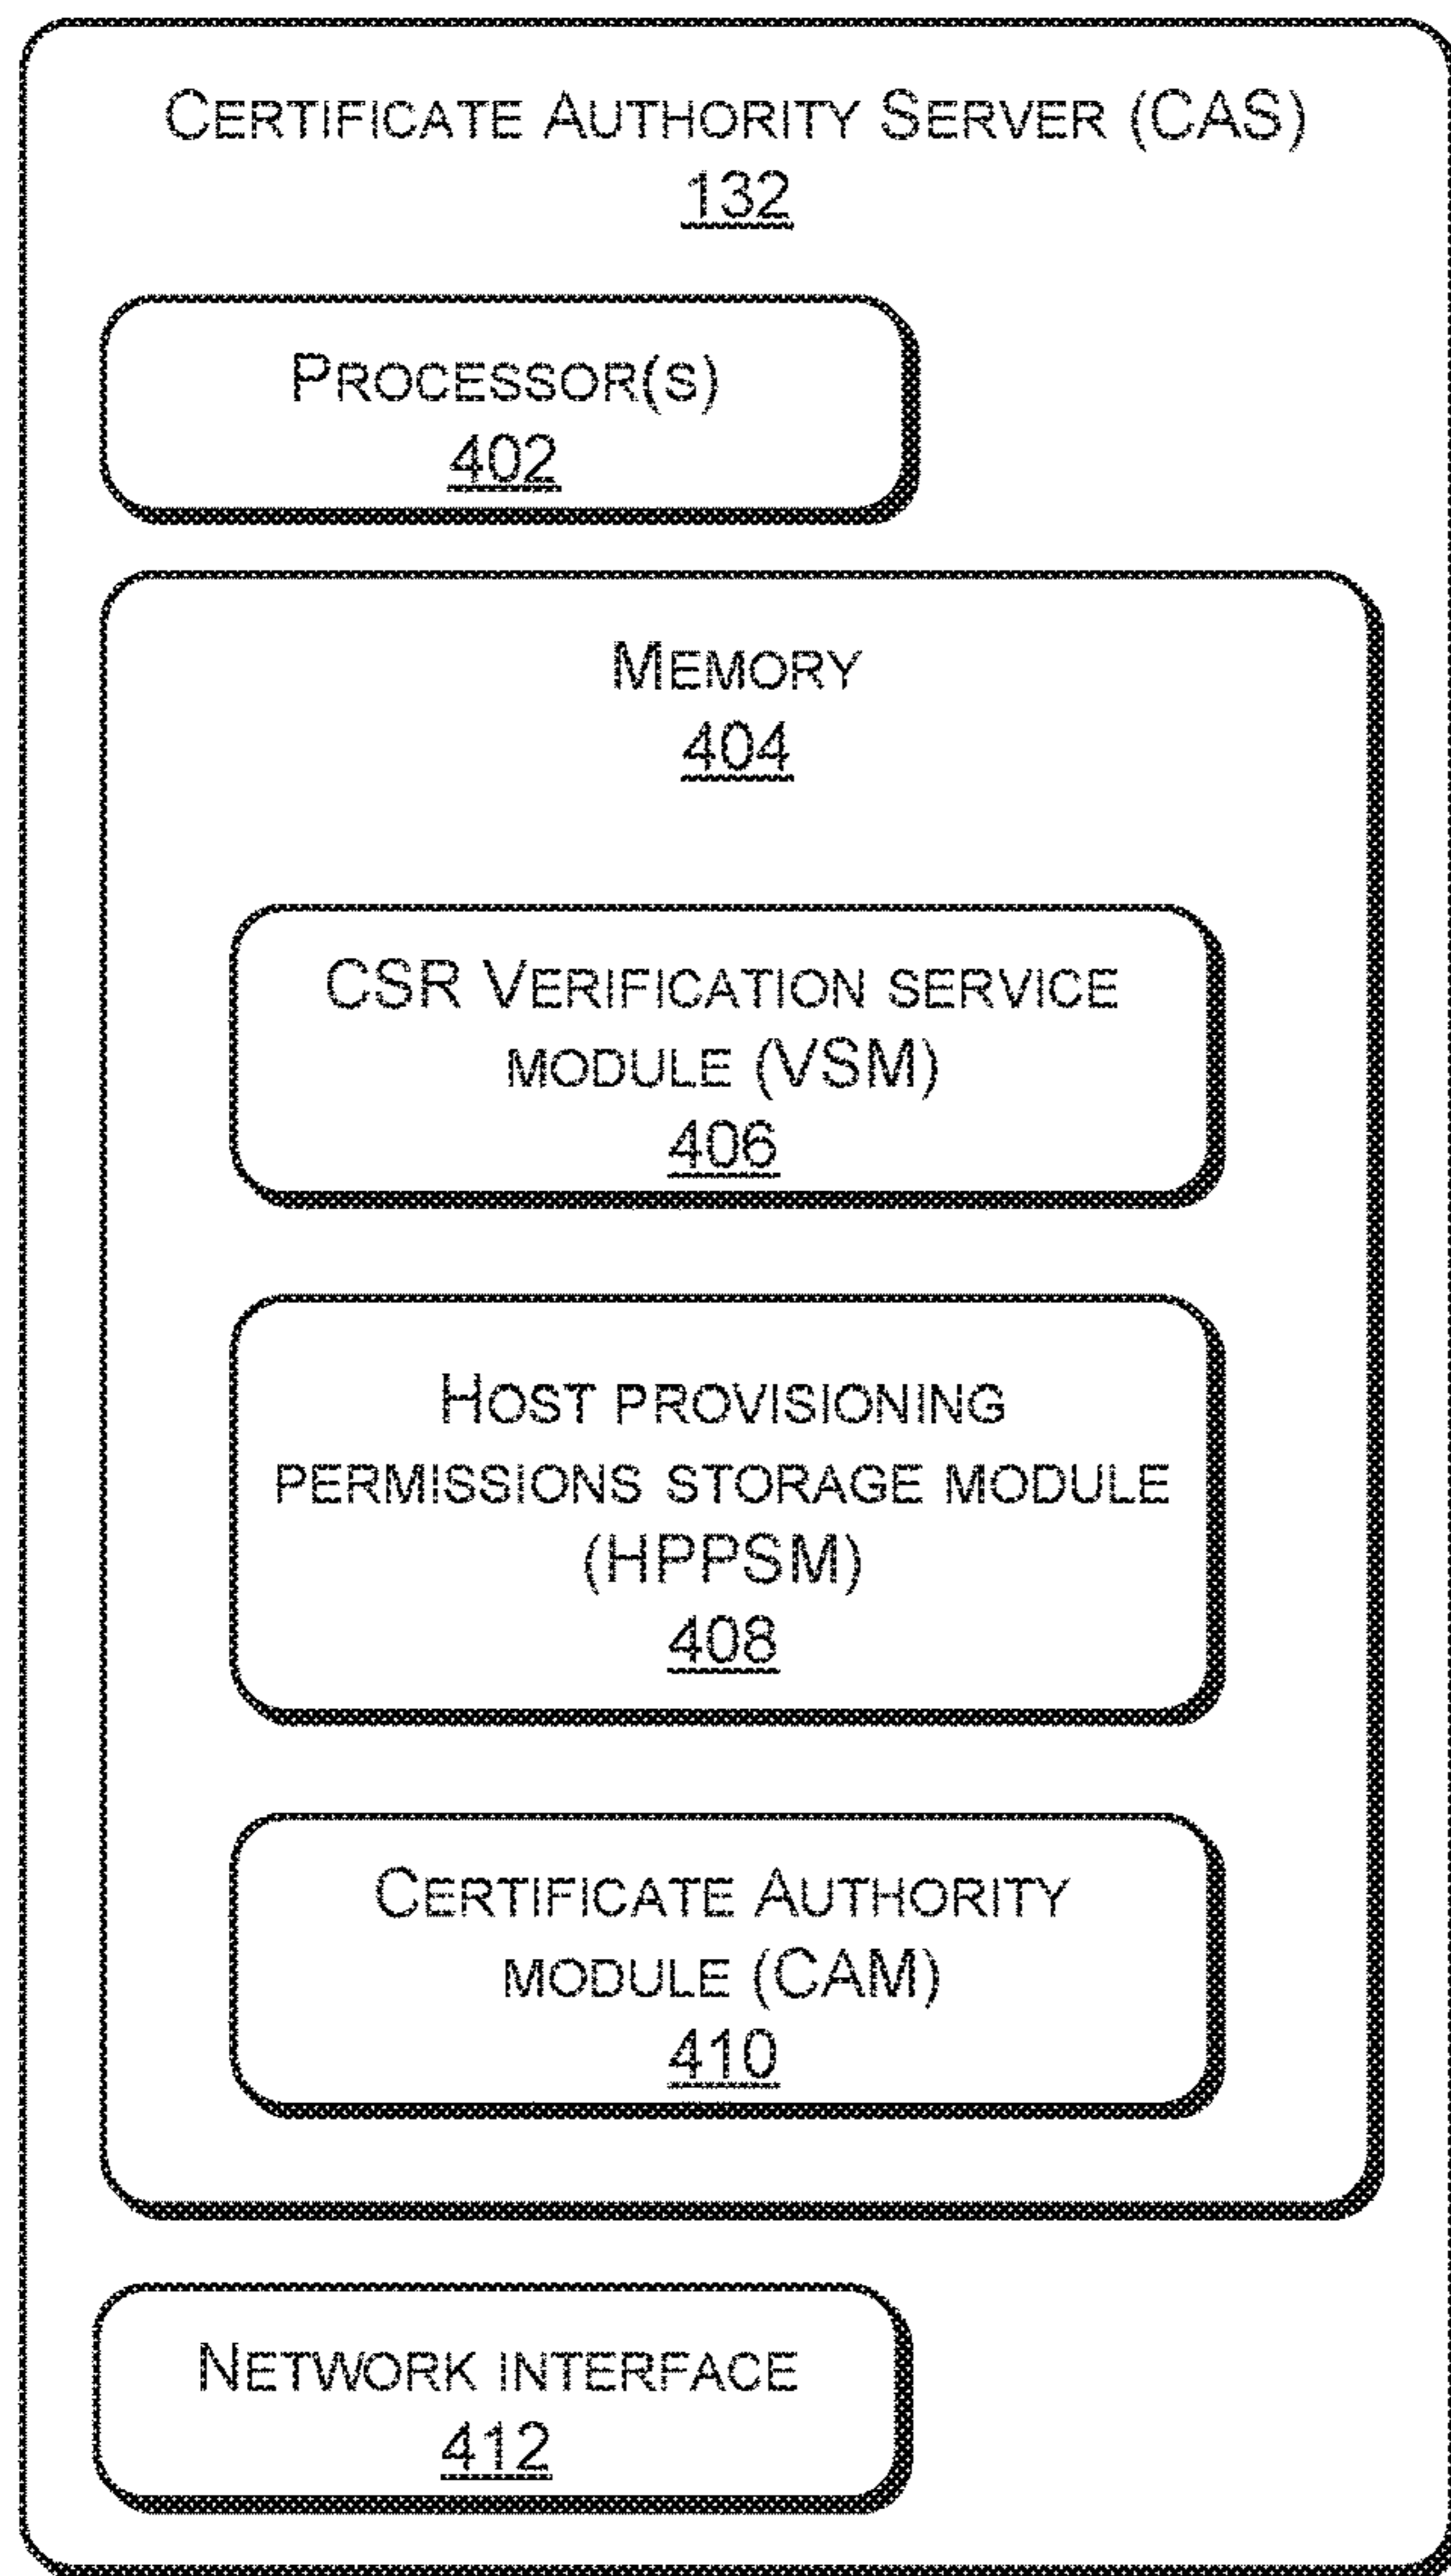 CERTIFICATE AUTHORITY SERVER (CAS)
132
PROCESSOR(S)
402
MEMORY
404
CSR VERIFICATION SERVICE
MODULE (VSM)
406
HOST PROVISIONING
PERMISSIONS STORAGE MODULE
(HPPSM)
408
CERTIFICATE AUTHORITY
MODULE (CAM)
410
NETWORK INTERFACE
412